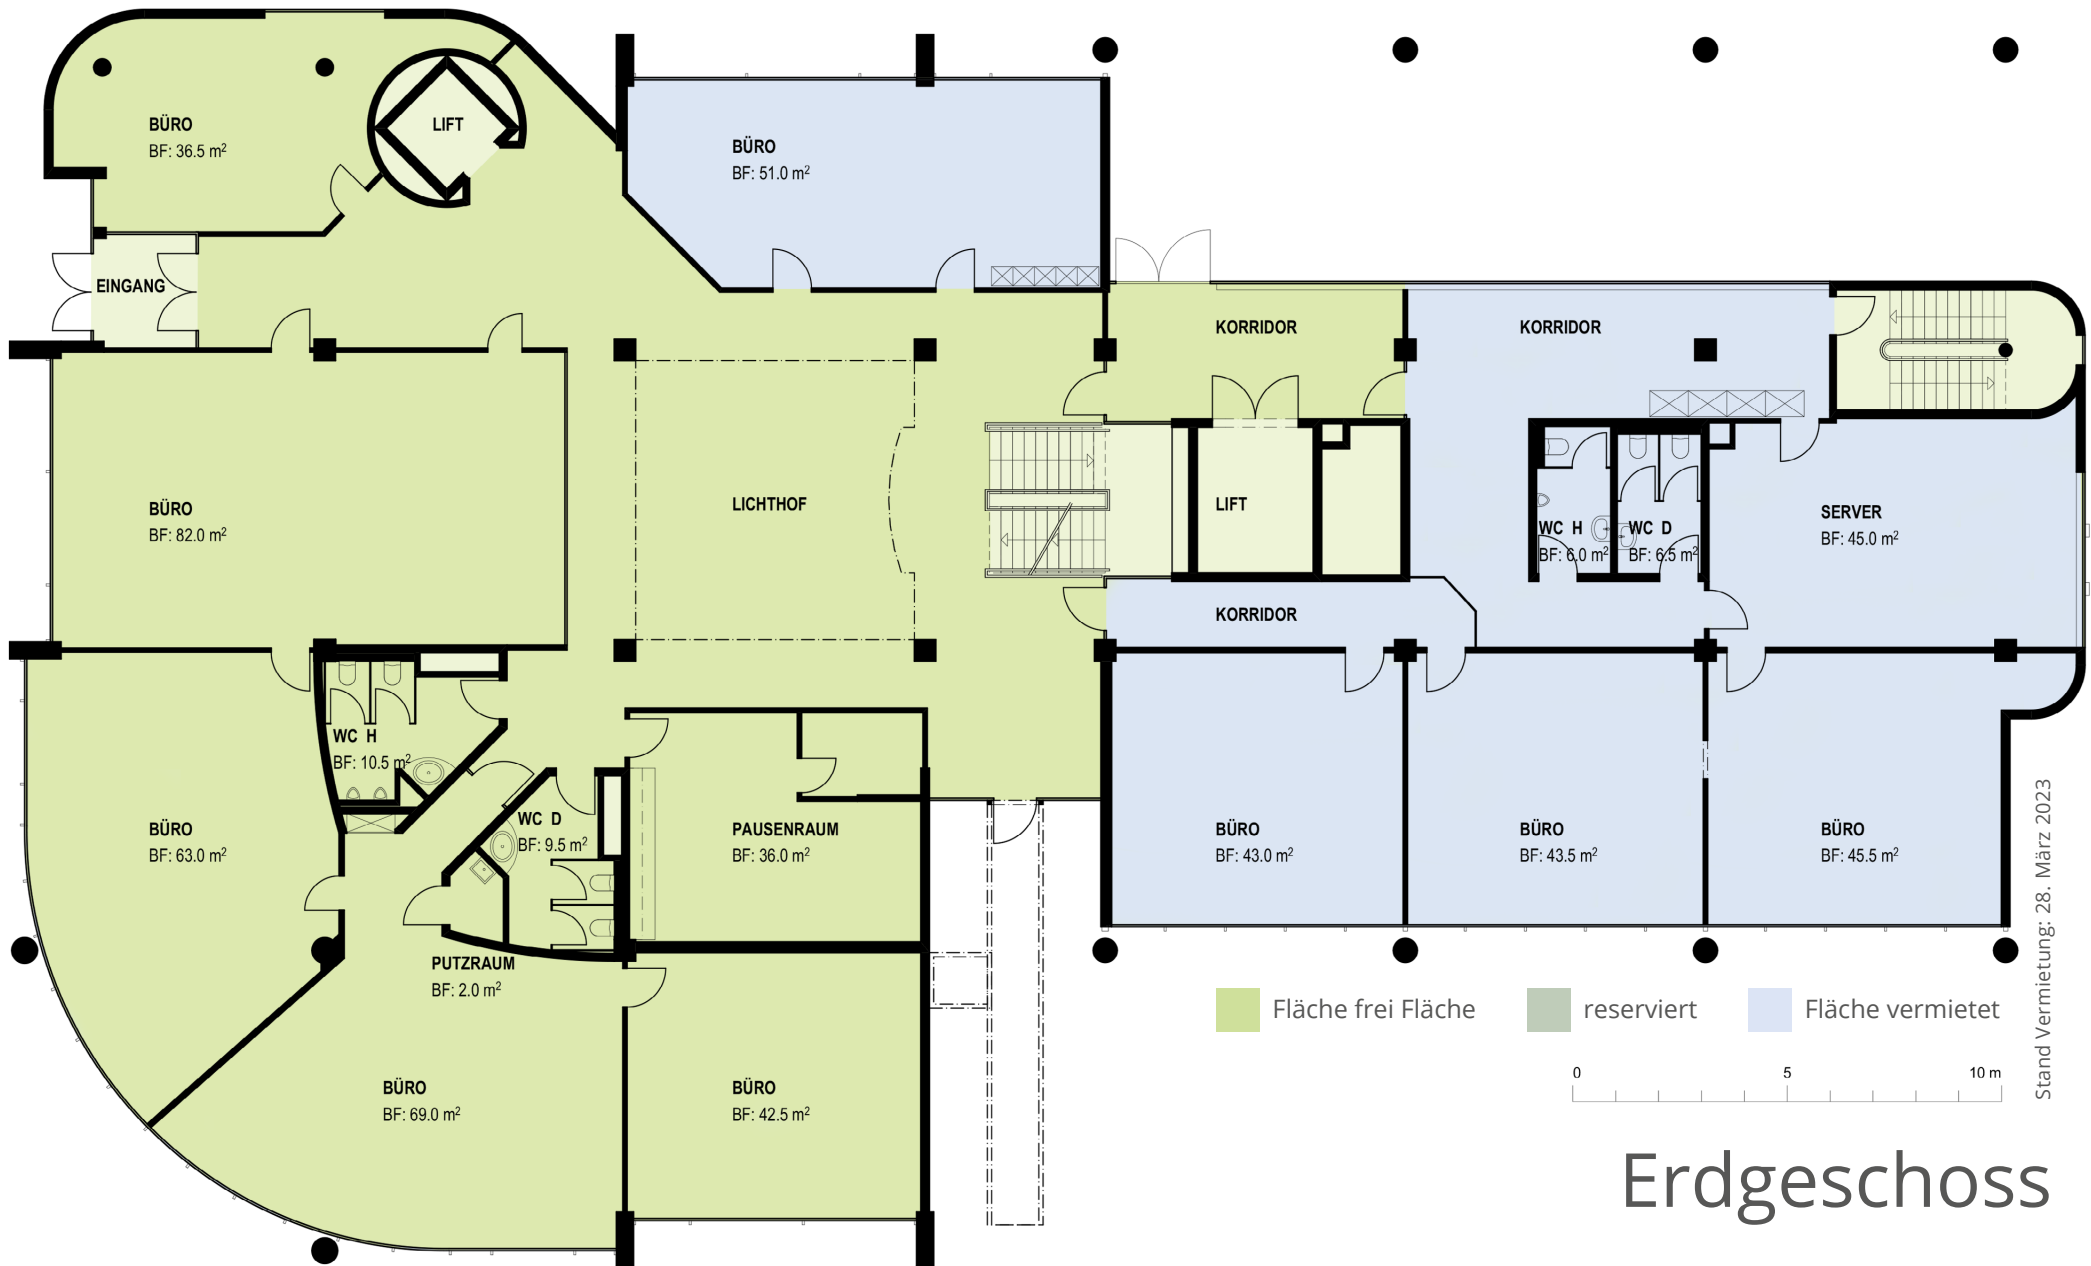 BÜRO
BF: 36.5 m²
LIFT
BÜRO
BF: 51.0 m²
EINGANG
KORRIDOR
KORRIDOR
BÜRO
BF: 82.0 m²
LICHTHOF
LIFT
WC H
BF: 6.0 m²
WC D
BF: 6.5 m²
SERVER
BF: 45.0 m²
KORRIDOR
WC H
BF: 10.5 m²
BÜRO
BF: 63.0 m²
WC D
BF: 9.5 m²
PAUSENRAUM
BF: 36.0 m²
BÜRO
BF: 43.0 m²
BÜRO
BF: 43.5 m²
BÜRO
BF: 45.5 m²
PUTZRAUM
BF: 2.0 m²
BÜRO
BF: 69.0 m²
BÜRO
BF: 42.5 m²
Fläche frei Fläche
reserviert
Fläche vermietet
0 5 10 m
Stand Vermietung: 28. März 2023
Erdgeschoss